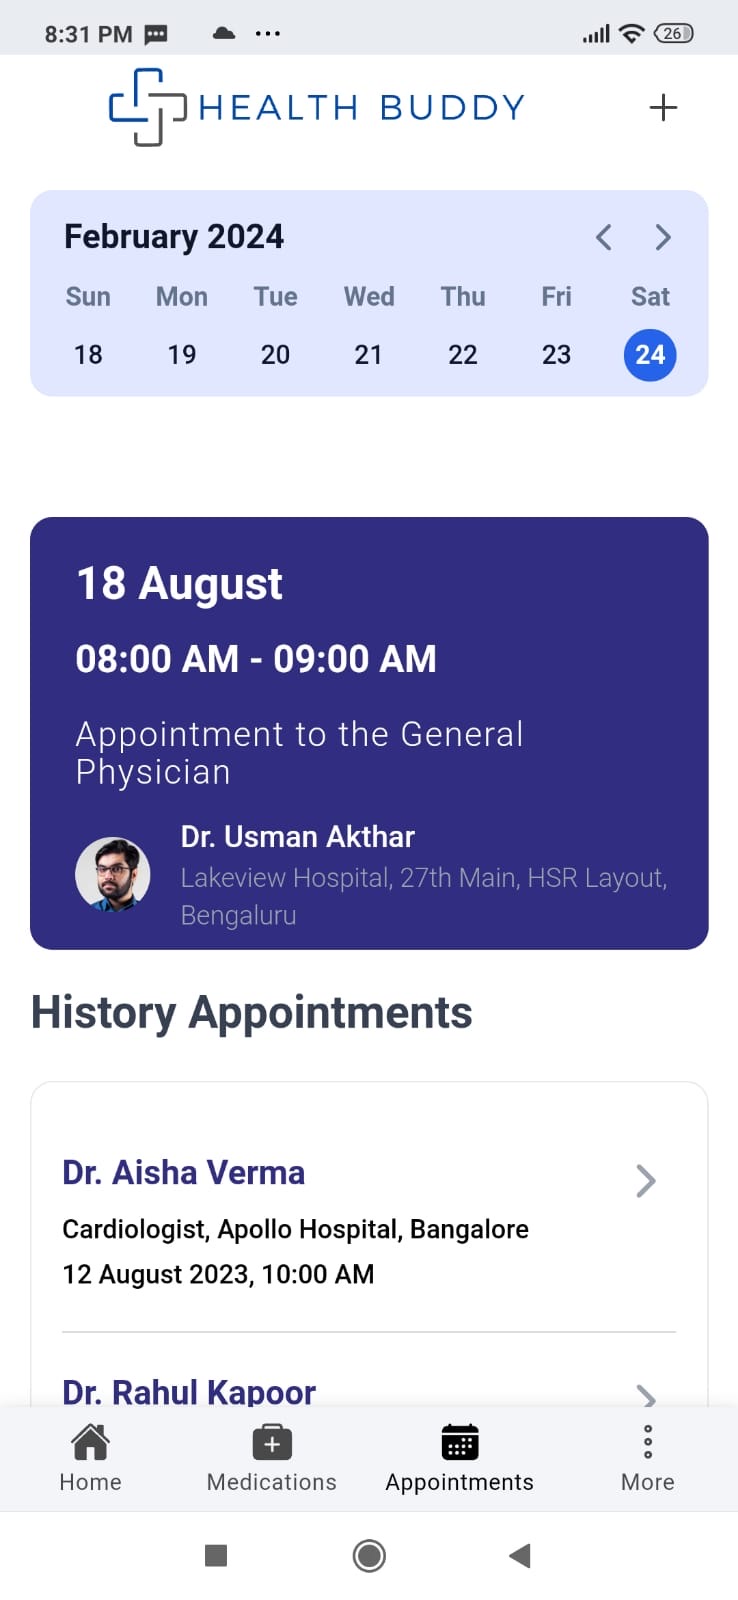 8:31 PM
26
HEALTH BUDDY
February 2024
Sun Mon Tue Wed Thu Fri Sat
18 19 20 21 22 23 24
18 August
08:00 AM - 09:00 AM
Appointment to the General
Physician
Dr. Usman Akthar
Lakeview Hospital, 27th Main, HSR Layout,
Bengaluru
History Appointments
Dr. Aisha Verma
Cardiologist, Apollo Hospital, Bangalore
12 August 2023, 10:00 AM
Dr. Rahul Kapoor
Home Medications Appointments More